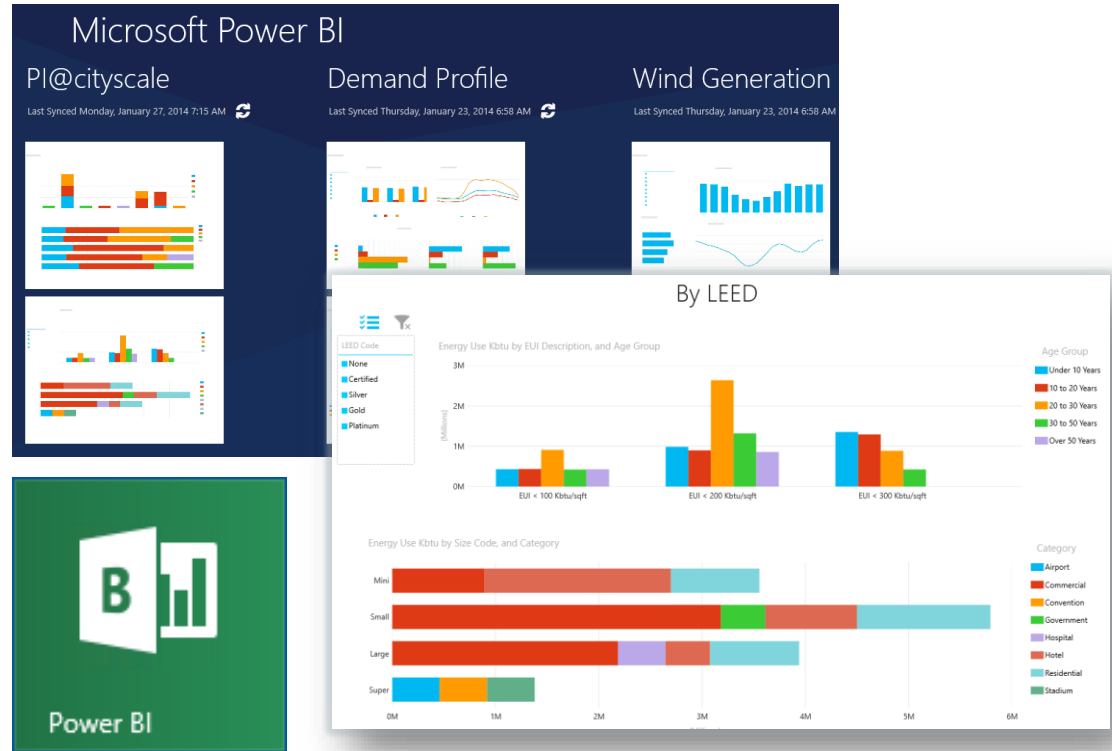 Microsoft Power BI
PI@cityscale
Last Synced Monday, January 27, 2014 7:15 AM
Demand Profile
Last Synced Thursday, January 23, 2014 6:58 AM
Wind Generation
Last Synced Thursday, January 23, 2014 6:58 AM
By LEED
LEED Code
None
Certified
Silver
Gold
Platinum
Energy Use Kbtu by EUI Description, and Age Group
(Millions)
3M
2M
1M
0M
EUI < 100 Kbtu/sqft
EUI < 200 Kbtu/sqft
EUI < 300 Kbtu/sqft
Age Group
Under 10 Years
10 to 20 Years
20 to 30 Years
30 to 50 Years
Over 50 Years
Energy Use Kbtu by Size Code, and Category
Mini
Small
Large
Super
0M
1M
2M
3M
4M
5M
6M
Category
Airport
Commercial
Convention
Government
Hospital
Hotel
Residential
Stadium
B
Power BI